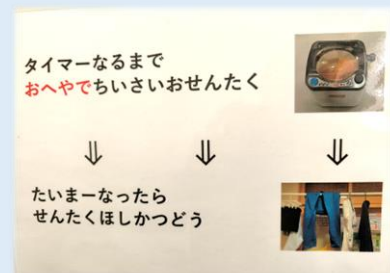 タイマーなるまで
おへやでちいさいおせんたく
⇓ ⇓ ⇓
たいまーなったら
せんたくほしかつどう